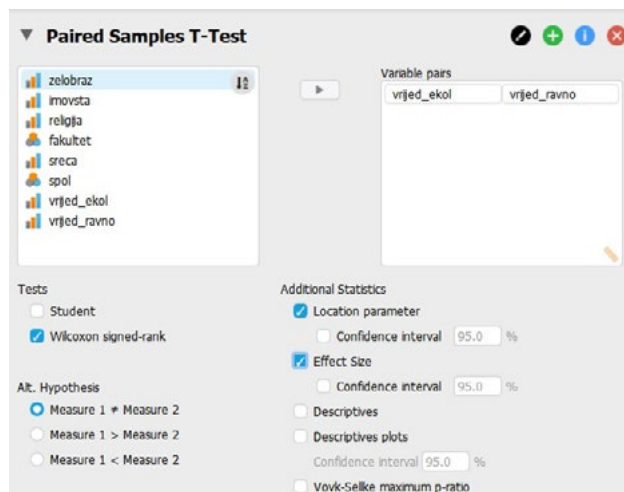 Paired Samples T-Test
zelobraz
imovsta
religija
fakultet
sreca
spol
vrijed_ekol
vrijed_ravno
Variable pairs
vrijed_ekol vrijed_ravno
Tests
Student
Wilcoxon signed-rank
Alt. Hypothesis
Measure 1 ≠ Measure 2
Measure 1 > Measure 2
Measure 1 < Measure 2
Additional Statistics
Location parameter
Confidence interval 95.0 %
Effect Size
Confidence interval 95.0 %
Descriptives
Descriptives plots
Confidence interval 95.0 %
Vovk-Sellke maximum p-ratio